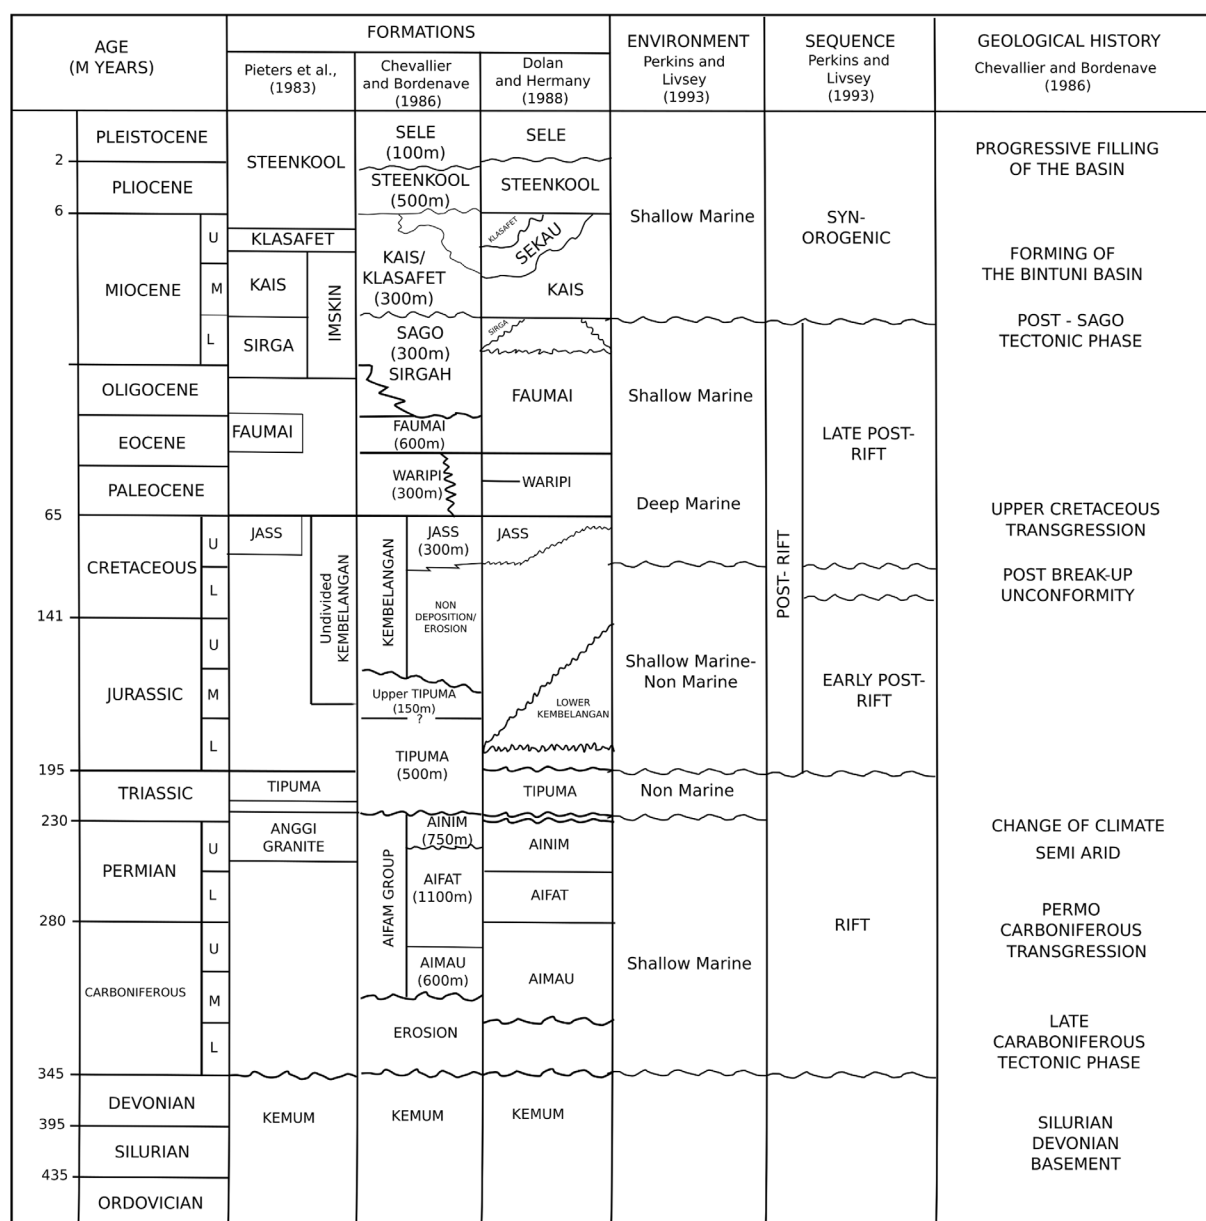 AGE
(M YEARS)
FORMATIONS
Pieters et al.,
(1983)
Chevallier
and Bordenave
(1986)
Dolan
and Hermany
(1988)
ENVIRONMENT
Perkins and
Livsey
(1993)
SEQUENCE
Perkins and
Livsey
(1993)
GEOLOGICAL HISTORY
Chevallier and Bordenave
(1986)
PLEISTOCENE
2
PLIOCENE
6
MIOCENE
U
M
L
OLIGOCENE
EOCENE
PALEOCENE
65
CRETACEOUS
U
L
141
JURASSIC
U
M
L
195
TRIASSIC
230
PERMIAN
U
L
280
CARBONIFEROUS
U
M
L
345
DEVONIAN
395
SILURIAN
435
ORDOVICIAN
STEENKOOL
KLASAFET
KAIS
IMSKIN
SIRGA
FAUMAI
JASS
Undivided
KEMBELANGAN
TIPUMA
ANGGI
GRANITE
KEMUM
SELE
(100m)
STEENKOOL
(500m)
KAIS/
KLASAFET
(300m)
SAGO
(300m)
SIRGAH
FAUMAI
(600m)
WARIPI
(300m)
KEMBELANGAN
JASS
(300m)
NON
DEPOSITION/
EROSION
Upper TIPUMA
(150m)
?
TIPUMA
(500m)
AIFAM GROUP
AINIM
(750m)
AIFAT
(1100m)
AIMAU
(600m)
EROSION
KEMUM
SELE
STEENKOOL
KLASAFET
SEKAU
KAIS
SIRGA
FAUMAI
WARIPI
JASS
LOWER
KEMBELANGAN
TIPUMA
AINIM
AIFAT
AIMAU
KEMUM
Shallow Marine
Shallow Marine
Deep Marine
Shallow Marine-
Non Marine
Non Marine
Shallow Marine
SYN-
OROGENIC
POST- RIFT
LATE POST-
RIFT
EARLY POST-
RIFT
RIFT
PROGRESSIVE FILLING
OF THE BASIN
FORMING OF
THE BINTUNI BASIN
POST - SAGO
TECTONIC PHASE
UPPER CRETACEOUS
TRANSGRESSION
POST BREAK-UP
UNCONFORMITY
CHANGE OF CLIMATE
SEMI ARID
PERMO
CARBONIFEROUS
TRANSGRESSION
LATE
CARABONIFEROUS
TECTONIC PHASE
SILURIAN
DEVONIAN
BASEMENT